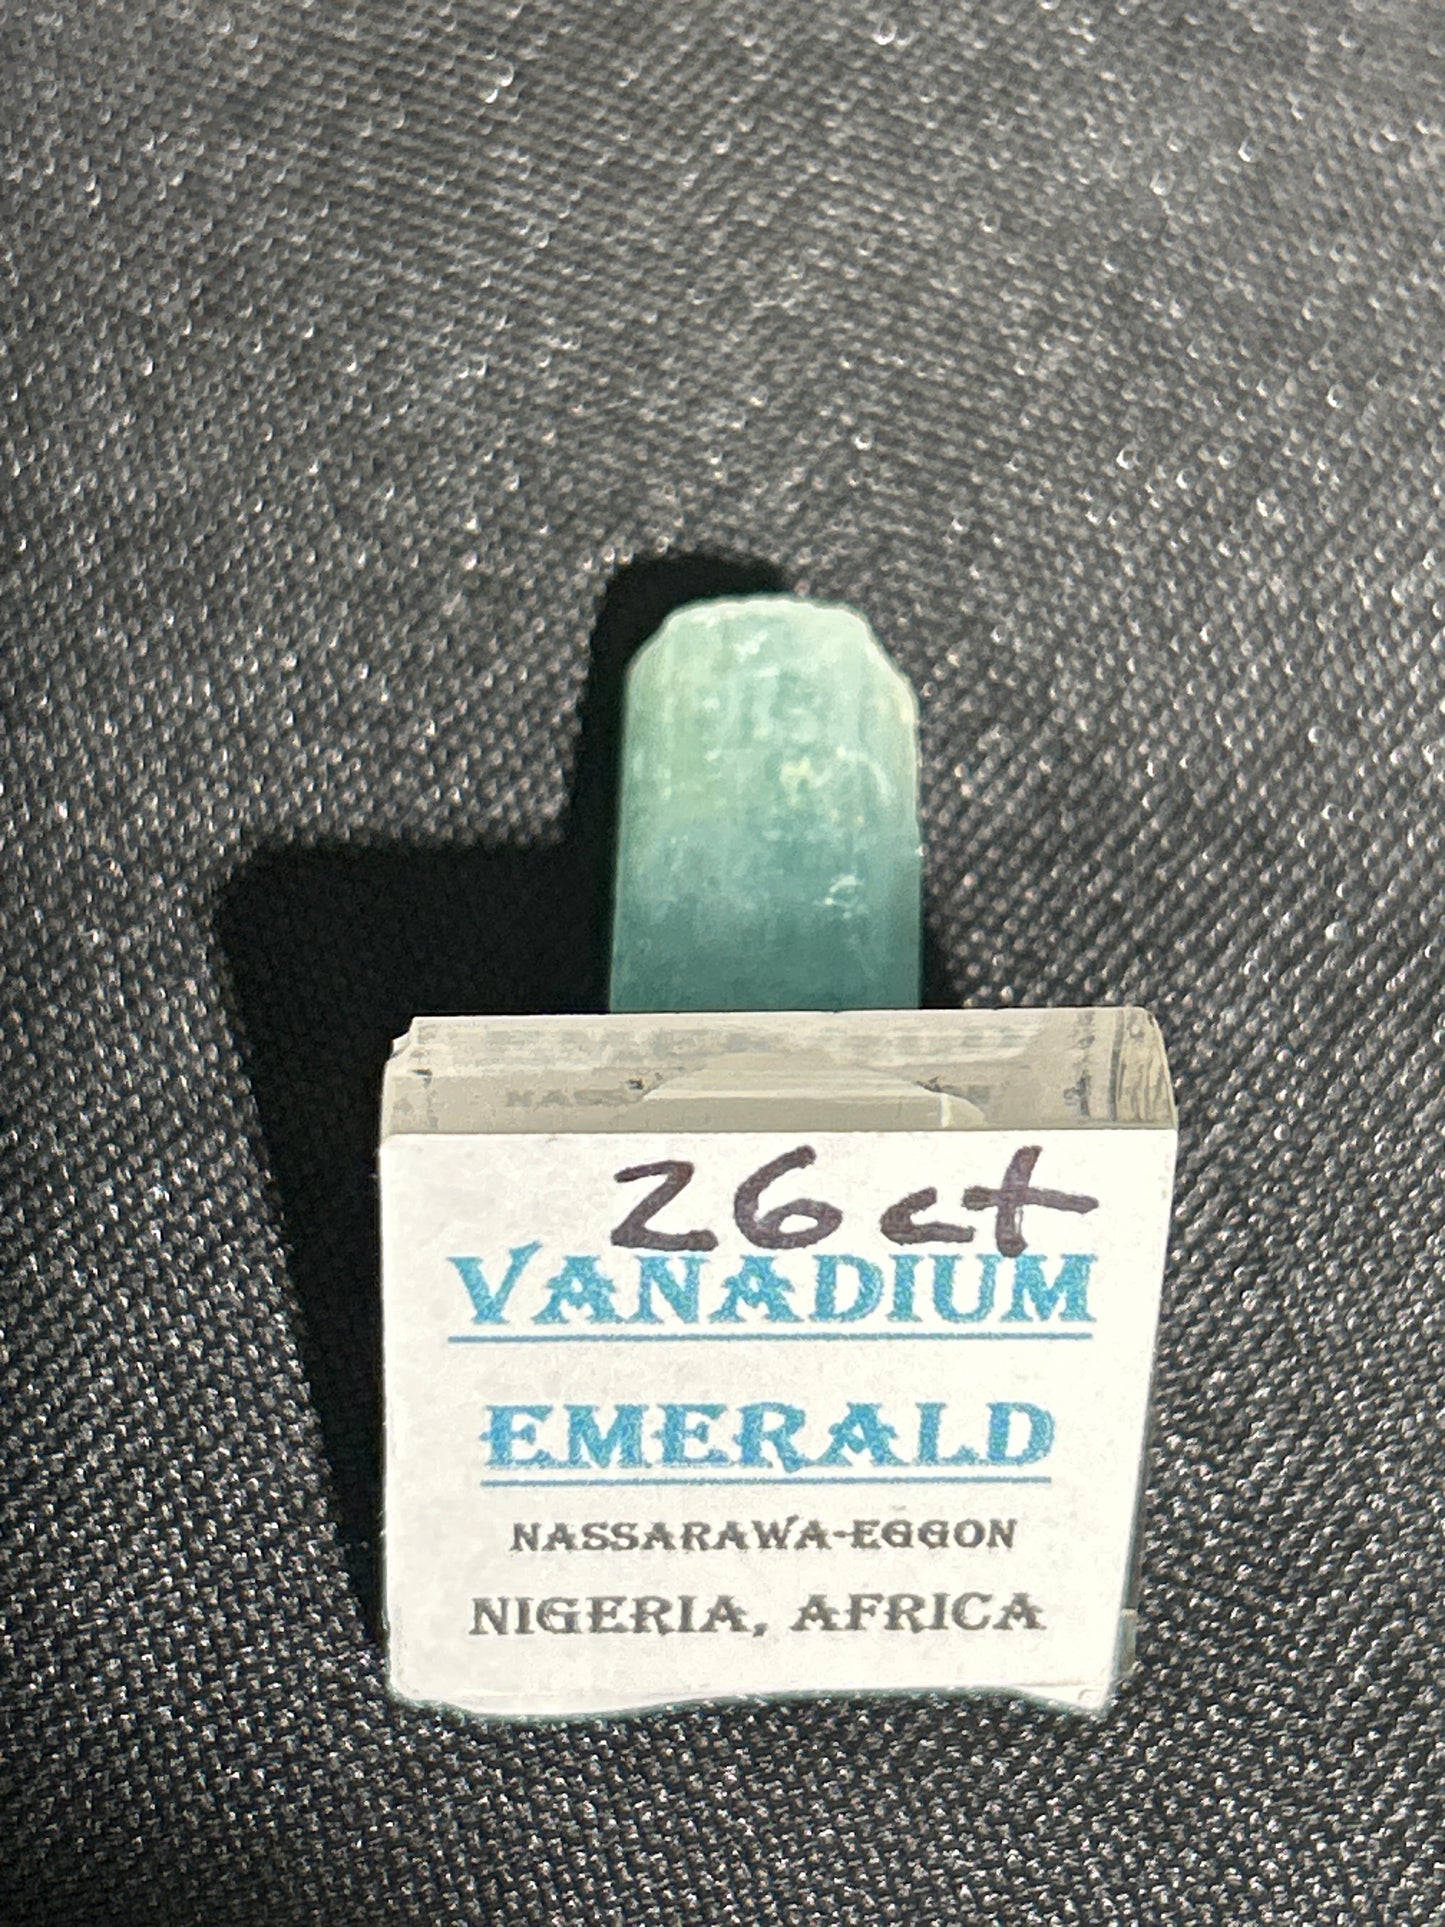 26ct
VANADIUM
EMERALD
NASSARAWA-EGGON
NIGERIA, AFRICA